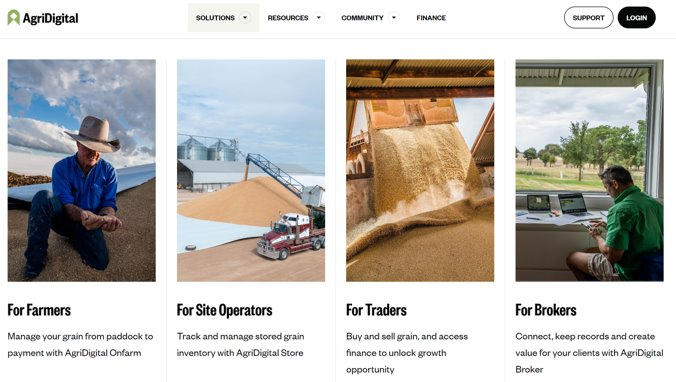 AgriDigital
SOLUTIONS
RESOURCES
COMMUNITY
FINANCE
SUPPORT
LOGIN
For Farmers
Manage your grain from paddock to
payment with AgriDigital Onfarm
For Site Operators
Track and manage stored grain
inventory with AgriDigital Store
For Traders
Buy and sell grain, and access
finance to unlock growth
opportunity
For Brokers
Connect, keep records and create
value for your clients with AgriDigital
Broker